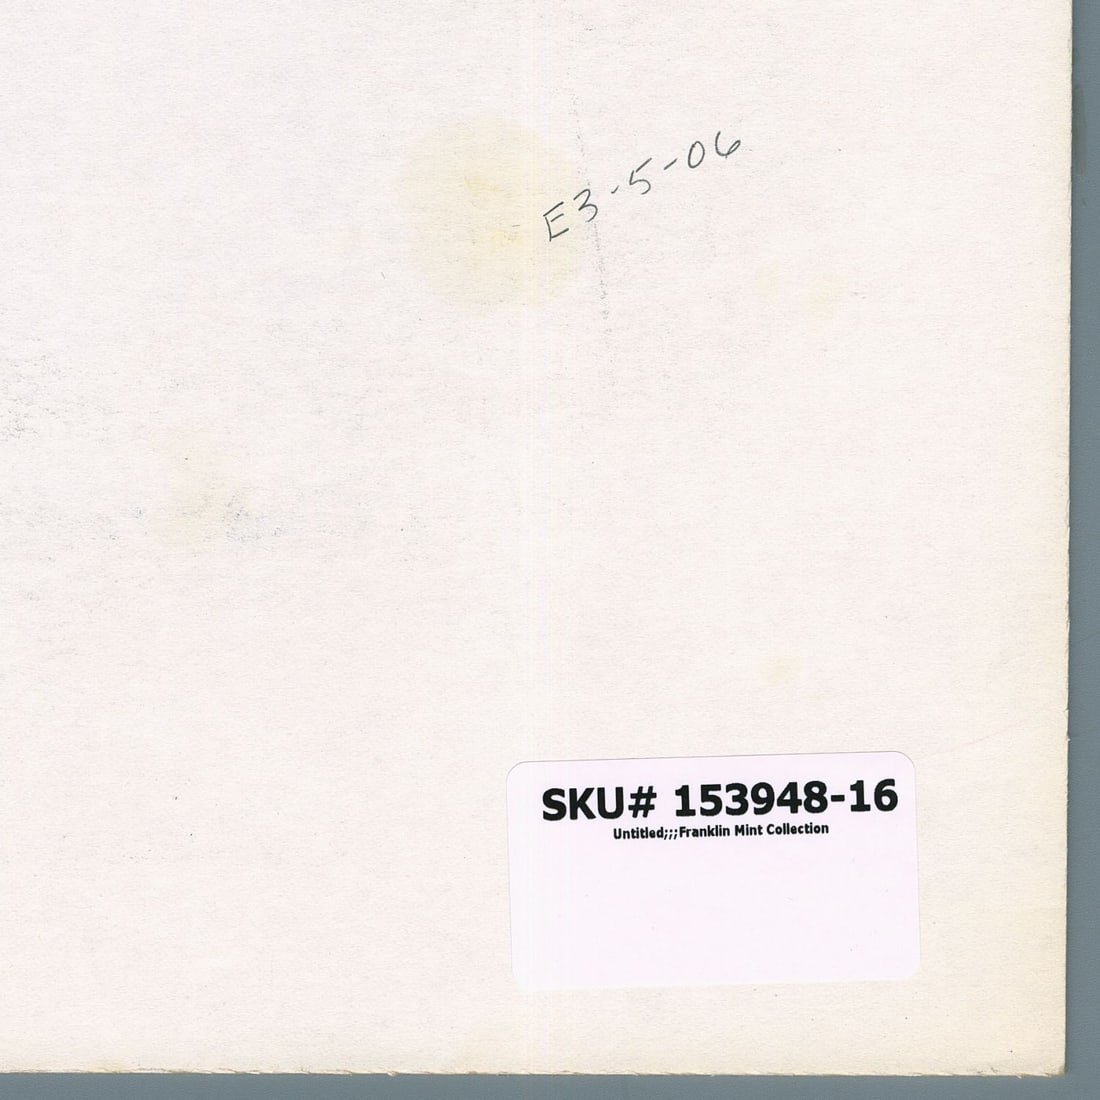 E3-5-06
SKU# 153948-16
Untitled;;;Franklin Mint Collection